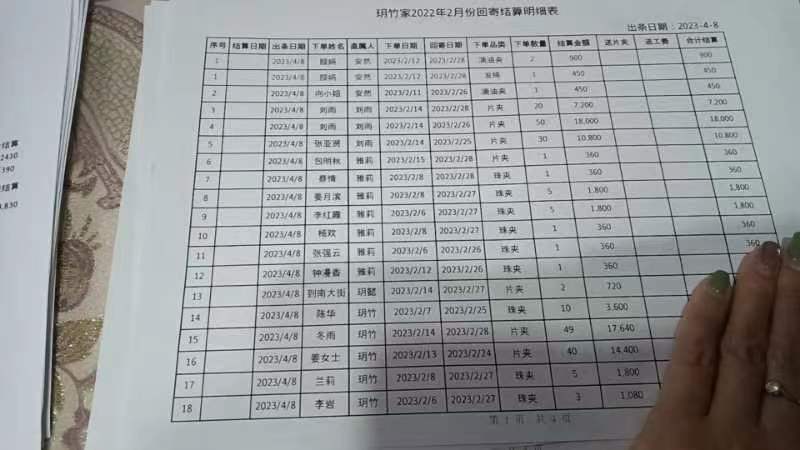 玥竹家2022年2月份回寄结算明细表
出条日期：2023-4-8
序号 结算日期 出条日期 下单姓名 直属人 下单日期 回寄日期 下单品类 下单数量 结算金额 送片夹 送工费 合计结算
1 2023/4/8 安然 2023/2/12 2023/2/28 滴油夹 2 900 900
1 2023/4/8 安然 2023/2/12 2023/2/28 1 450 450
2 2023/4/8 向小姐 安然 2023/2/11 2023/2/26 滴油夹 1 450 450
3 2023/4/8 刘雨 刘雨 2023/2/14 2023/2/28 片夹 20 7,200 7,200
4 2023/4/8 刘雨 刘雨 2023/2/14 2023/2/26 片夹 50 18,000 18,000
5 2023/4/8 张亚 刘雨 2023/2/14 2023/2/25 片夹 30 10,800 10,800
6 2023/4/8 包明秋 雅莉 2023/2/15 2023/2/28 片夹 1 360 360
7 2023/4/8 蔡情 雅莉 2023/2/8 2023/2/28 珠夹 1 360 360
8 2023/4/8 姜月滨 雅莉 2023/2/8 2023/2/27 珠夹 5 1,800 1,800
9 2023/4/8 李红霞 雅莉 2023/2/6 2023/2/27 珠夹 5 1,800 1,800
10 2023/4/8 杨欢 雅莉 2023/2/8 2023/2/27 珠夹 1 360 360
11 2023/4/8 张强云 雅莉 2023/2/6 2023/2/26 珠夹 1 360 360
12 2023/4/8 钟漫香 雅莉 2023/2/12 2023/2/26 珠夹 1 360
13 2023/4/8 到南大街 玥懿 2023/2/14 2023/2/27 片夹 2 720
14 2023/4/8 陈华 玥竹 2023/2/7 2023/2/25 珠夹 10 3,600
15 2023/4/8 冬雨 玥竹 2023/2/14 2023/2/28 片夹 49 17,640
16 2023/4/8 姜女士 玥竹 2023/2/13 2023/2/24 片夹 40 14,400
17 2023/4/8 兰莉 玥竹 2023/2/8 2023/2/27 珠夹 5 1,800
18 2023/4/8 李岩 玥竹 2023/2/6 2023/2/27 珠夹 3 1,080
第1页 共4页
结算
2430
390
结算
,830